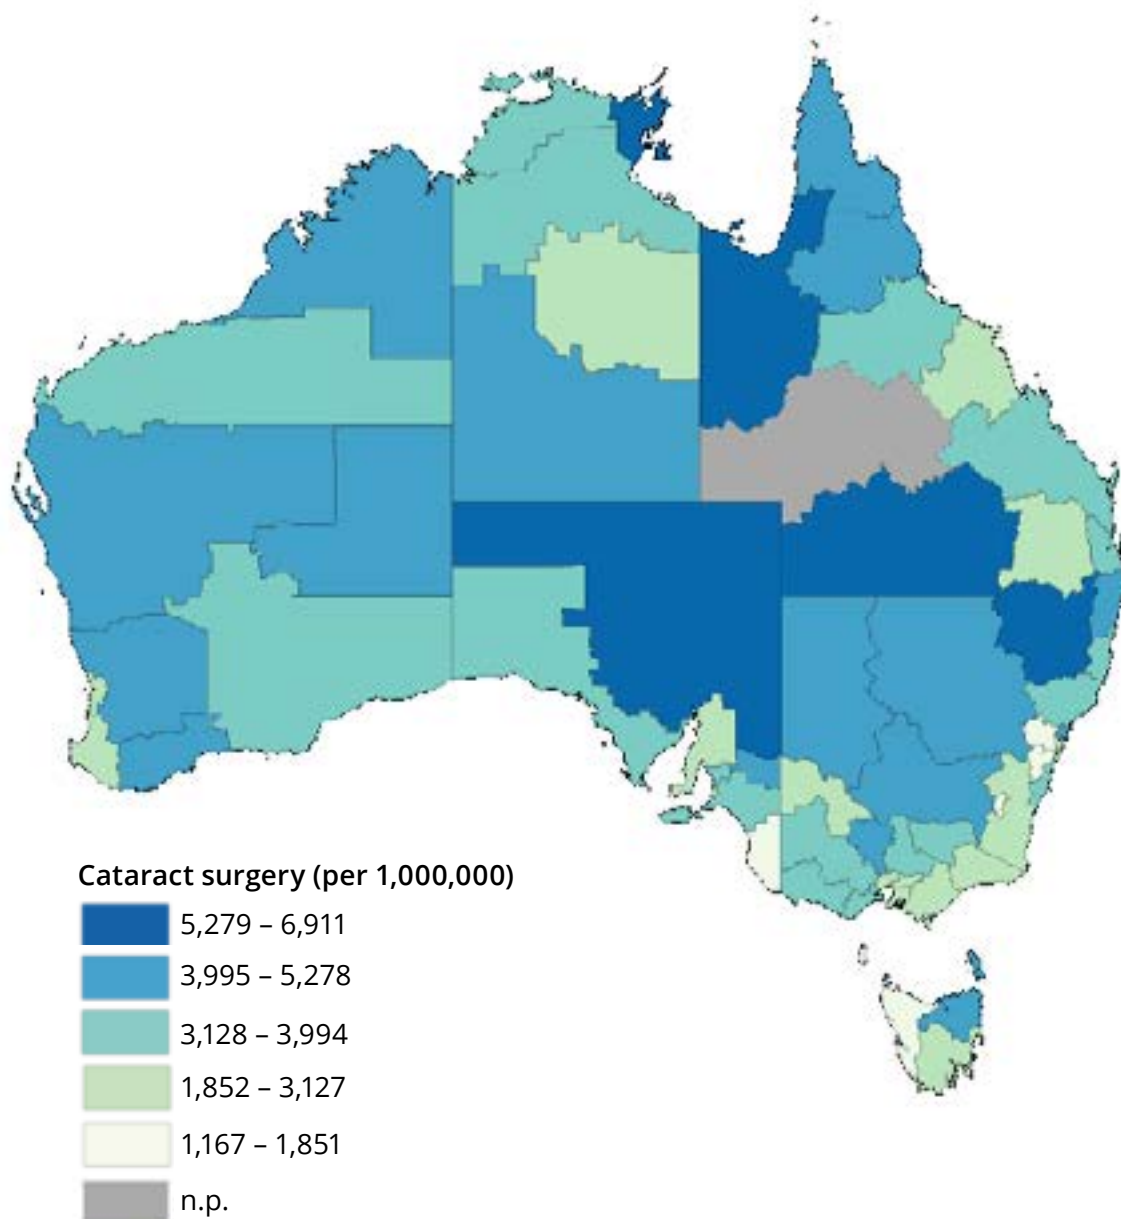 Cataract surgery (per 1,000,000)
5,279 – 6,911
3,995 – 5,278
3,128 – 3,994
1,852 – 3,127
1,167 – 1,851
n.p.